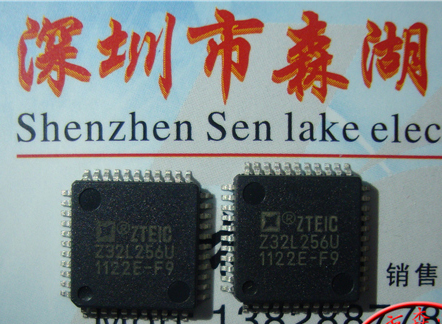 深圳市森湖
Shenzhen Sen lake elec
®ZTEIC
Z32L256U
1122E-F9
®ZTEIC
Z32L256U
1122E-F9
销售